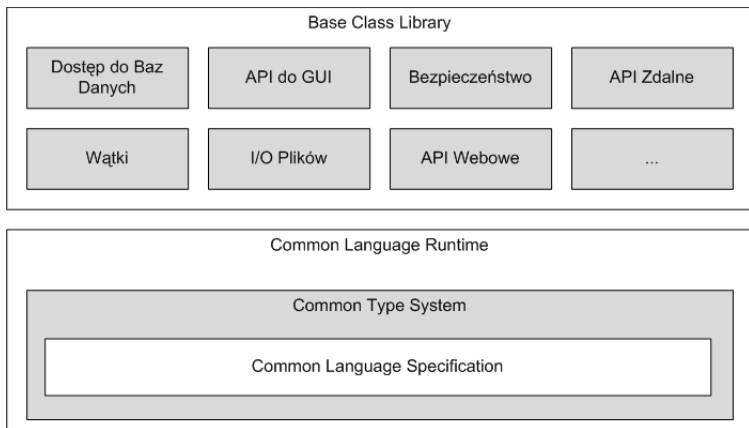 Base Class Library
Dostęp do Baz
Danych
API do GUI
Bezpieczeństwo
API Zdalne
Wątki
I/O Plików
API Webowe
...
Common Language Runtime
Common Type System
Common Language Specification